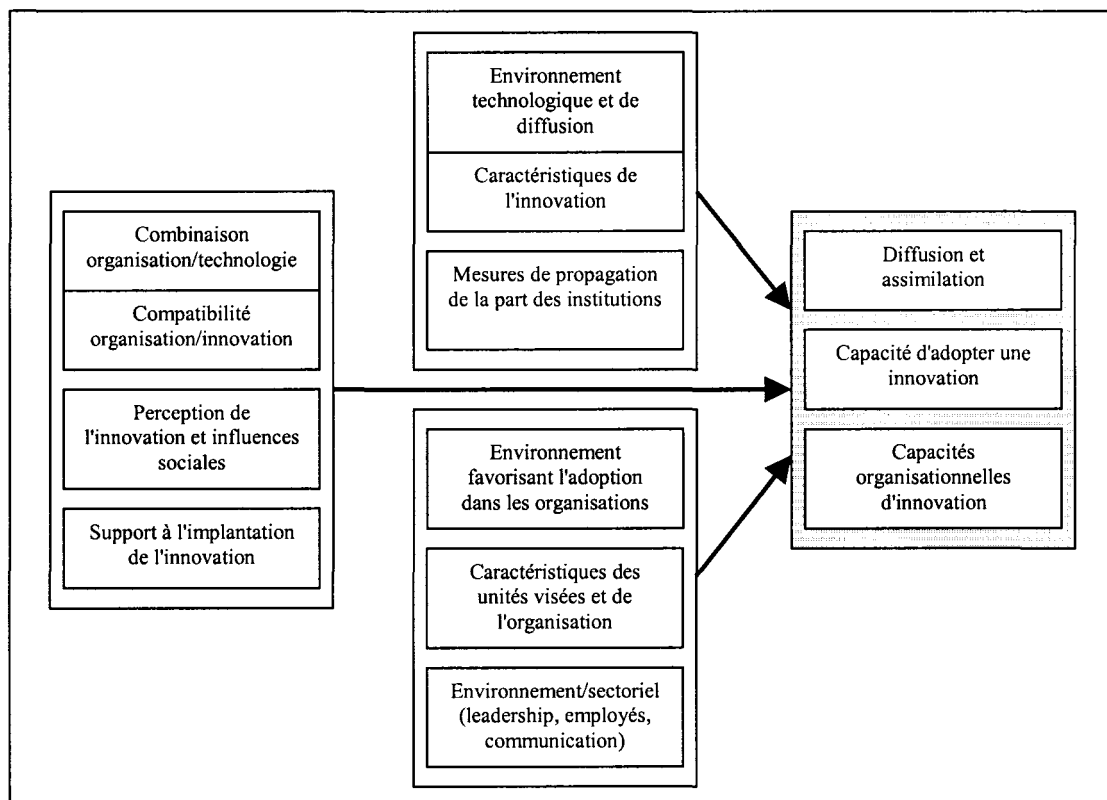 Combinaison
organisation/technologie
Compatibilité
organisation/innovation
Perception de
l'innovation et influences
sociales
Support à l'implantation
de l'innovation
Environnement
technologique et de
diffusion
Caractéristiques de
l'innovation
Mesures de propagation
de la part des institutions
Environnement
favorisant l'adoption
dans les organisations
Caractéristiques des
unités visées et de
l'organisation
Environnement/sectoriel
(leadership, employés,
communication)
Diffusion et
assimilation
Capacité d'adopter une
innovation
Capacités
organisationnelles
d'innovation